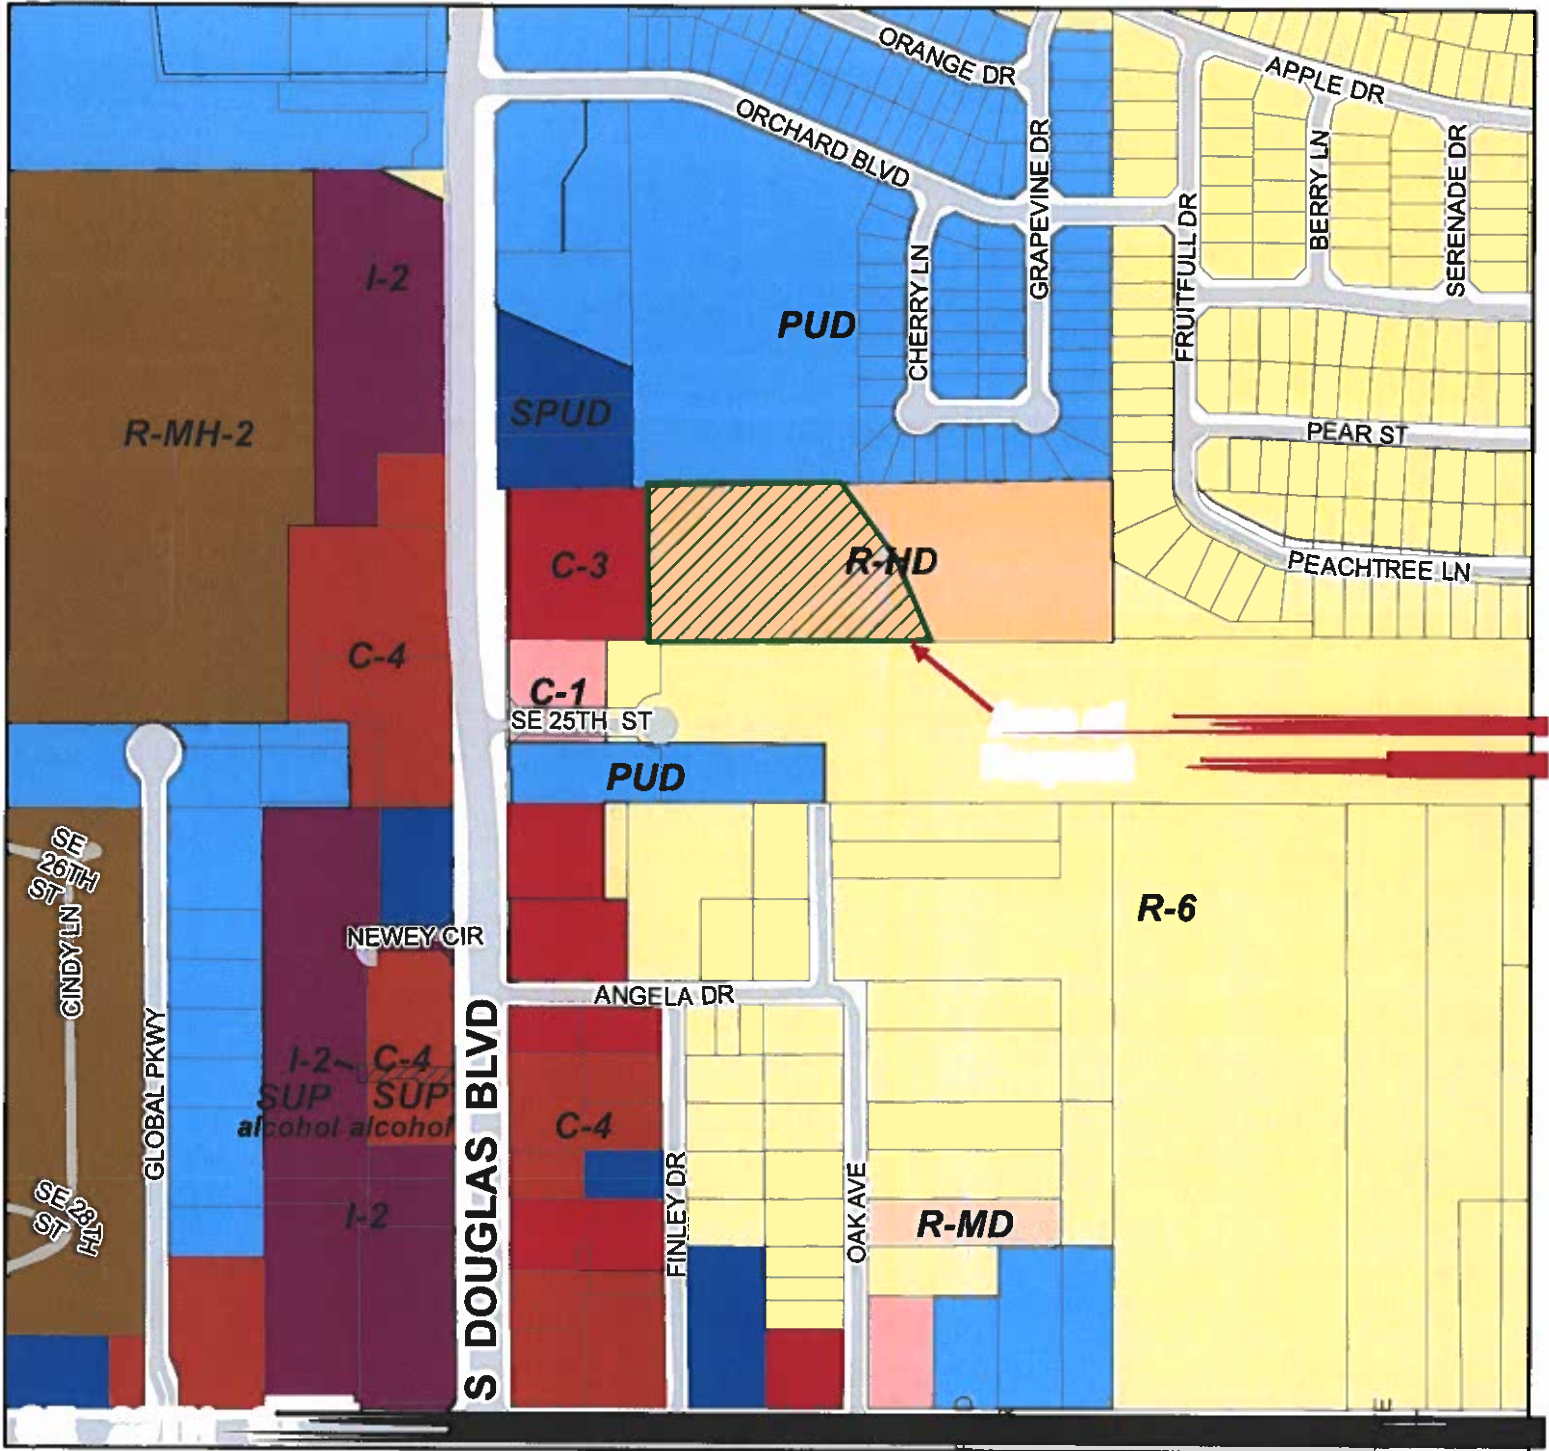 ORANGE DR
APPLE DR
ORCHARD BLVD
GRAPEVINE DR
BERRY LN
SERENADE DR
FRUITFULL DR
CHERRY LN
I-2
PUD
SPUD
R-MH-2
PEAR ST
C-3
R-HD
PEACHTREE LN
C-4
C-1
SE 25TH ST
PUD
SE
26TH
ST
CINDY LN
NEWEY CIR
R-6
ANGELA DR
GLOBAL PKWY
S DOUGLAS BLVD
I-2
C-4
SUP
SUP
alcohol
alcohol
C-4
FINLEY DR
OAK AVE
SE 28TH
ST
I-2
R-MD